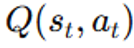 Q(s_t, a_t)